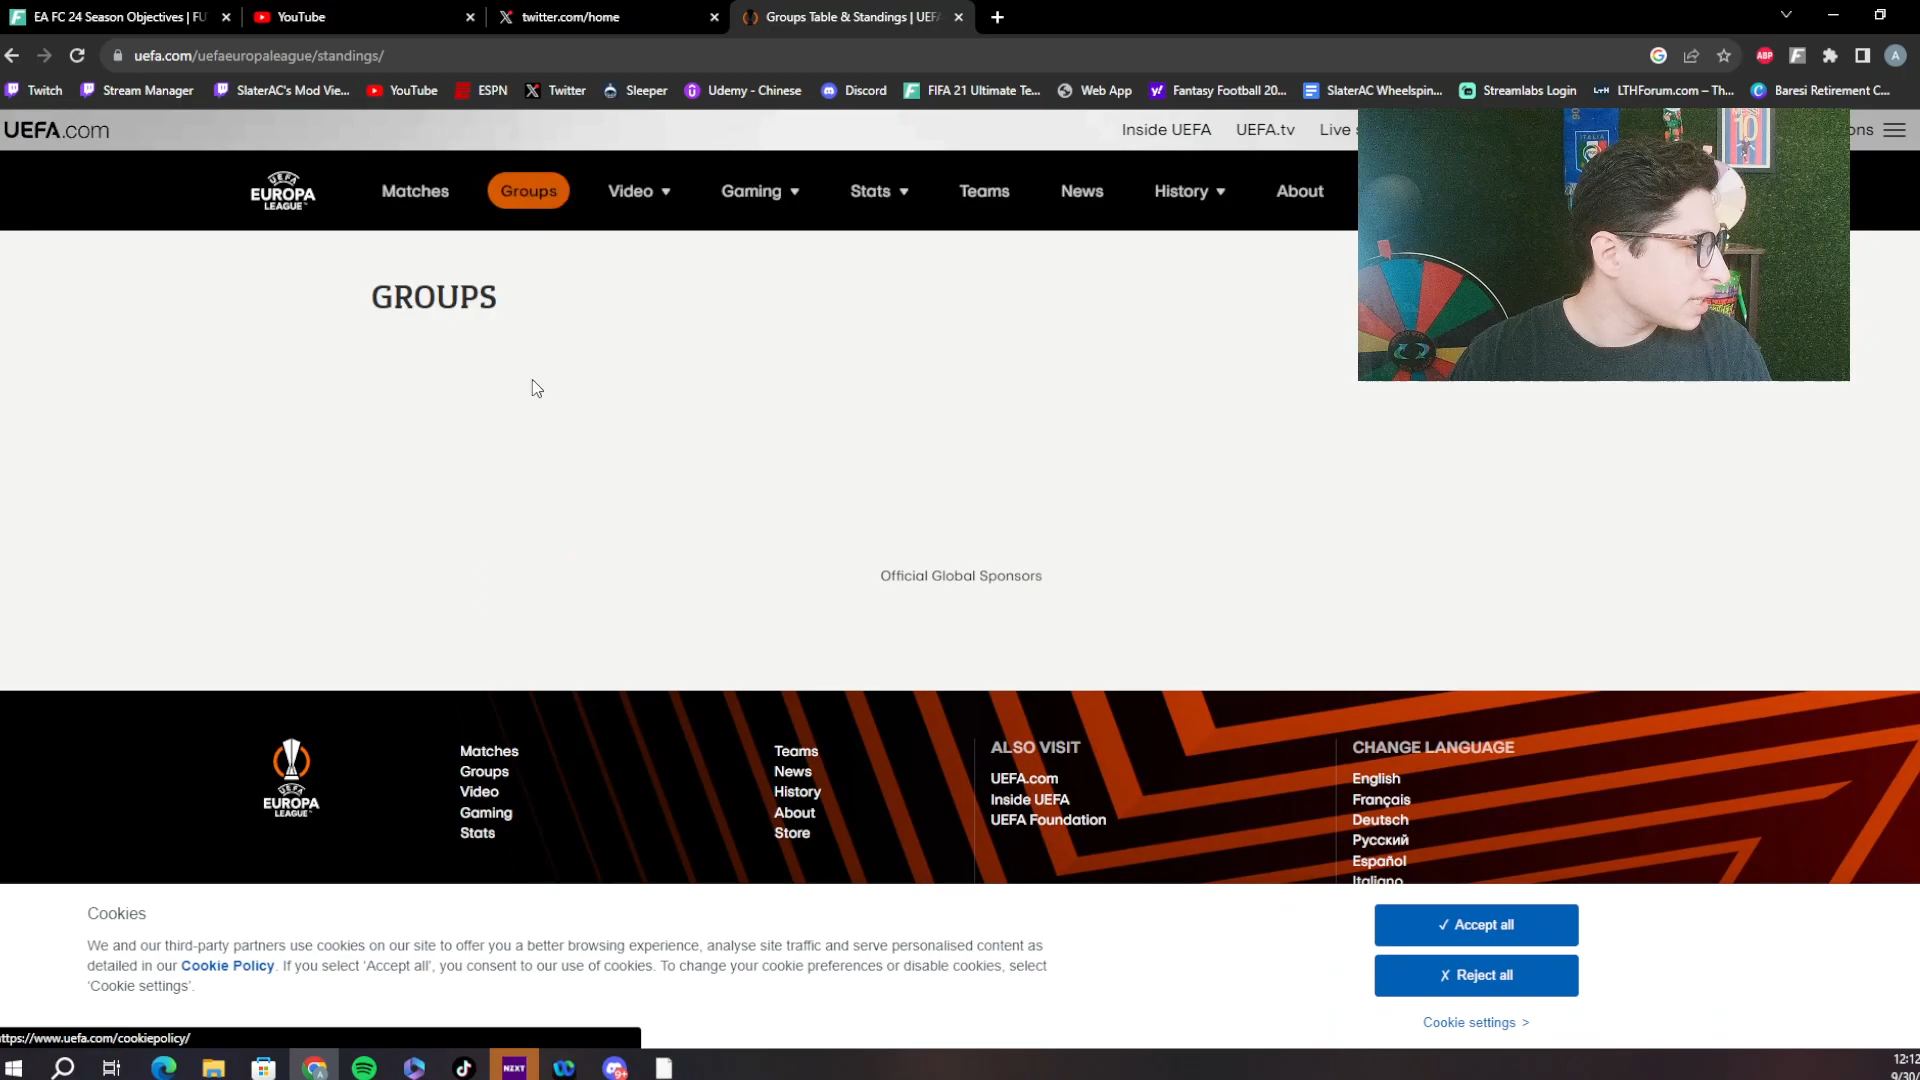 EA FC 24 Season Objectives | FU
YouTube
twitter.com/home
Groups Table & Standings | UEFA
uefa.com/uefaeuropaleague/standings/
ABP
A
Twitch
Stream Manager
SlaterAC's Mod Vie...
YouTube
ESPN
Twitter
Sleeper
Udemy - Chinese
Discord
FIFA 21 Ultimate Te...
Web App
Fantasy Football 20...
SlaterAC Wheelspin...
Streamlabs Login
LTHForum.com – Th...
Baresi Retirement C...
UEFA.com
Inside UEFA
UEFA.tv
Live s
ons
UEFA
EUROPA
LEAGUE
Matches
Groups
Video
Gaming
Stats
Teams
News
History
About
ITALIA
10
GROUPS
Official Global Sponsors
UEFA
EUROPA
LEAGUE
Matches
Groups
Video
Gaming
Stats
Teams
News
History
About
Store
ALSO VISIT
UEFA.com
Inside UEFA
UEFA Foundation
CHANGE LANGUAGE
English
Français
Deutsch
Русский
Español
Italiano
Cookies
We and our third-party partners use cookies on our site to offer you a better browsing experience, analyse site traffic and serve personalised content as
detailed in our Cookie Policy. If you select 'Accept all', you consent to our use of cookies. To change your cookie preferences or disable cookies, select
'Cookie settings'.
✓ Accept all
✗ Reject all
Cookie settings >
ttps://www.uefa.com/cookiepolicy/
NZXT
9+
12:12
9/30/